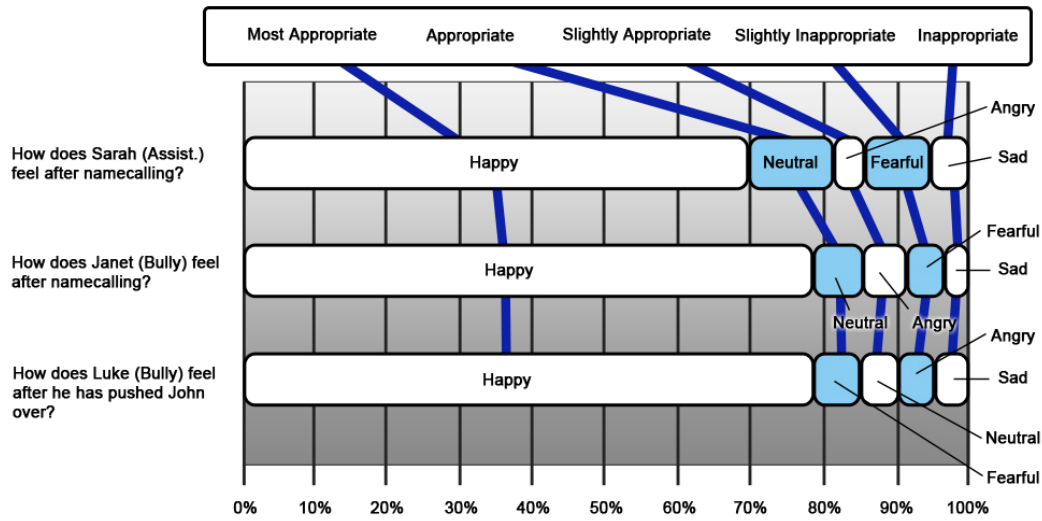 Most Appropriate Appropriate Slightly Appropriate Slightly Inappropriate Inappropriate
Angry
How does Sarah (Assist.)
feel after namecalling?
Happy Neutral Fearful Sad
Fearful
How does Janet (Bully) feel
after namecalling?
Happy Sad
Neutral Angry
Angry
How does Luke (Bully) feel
after he has pushed John
over?
Happy Sad
Neutral
Fearful
0% 10% 20% 30% 40% 50% 60% 70% 80% 90% 100%